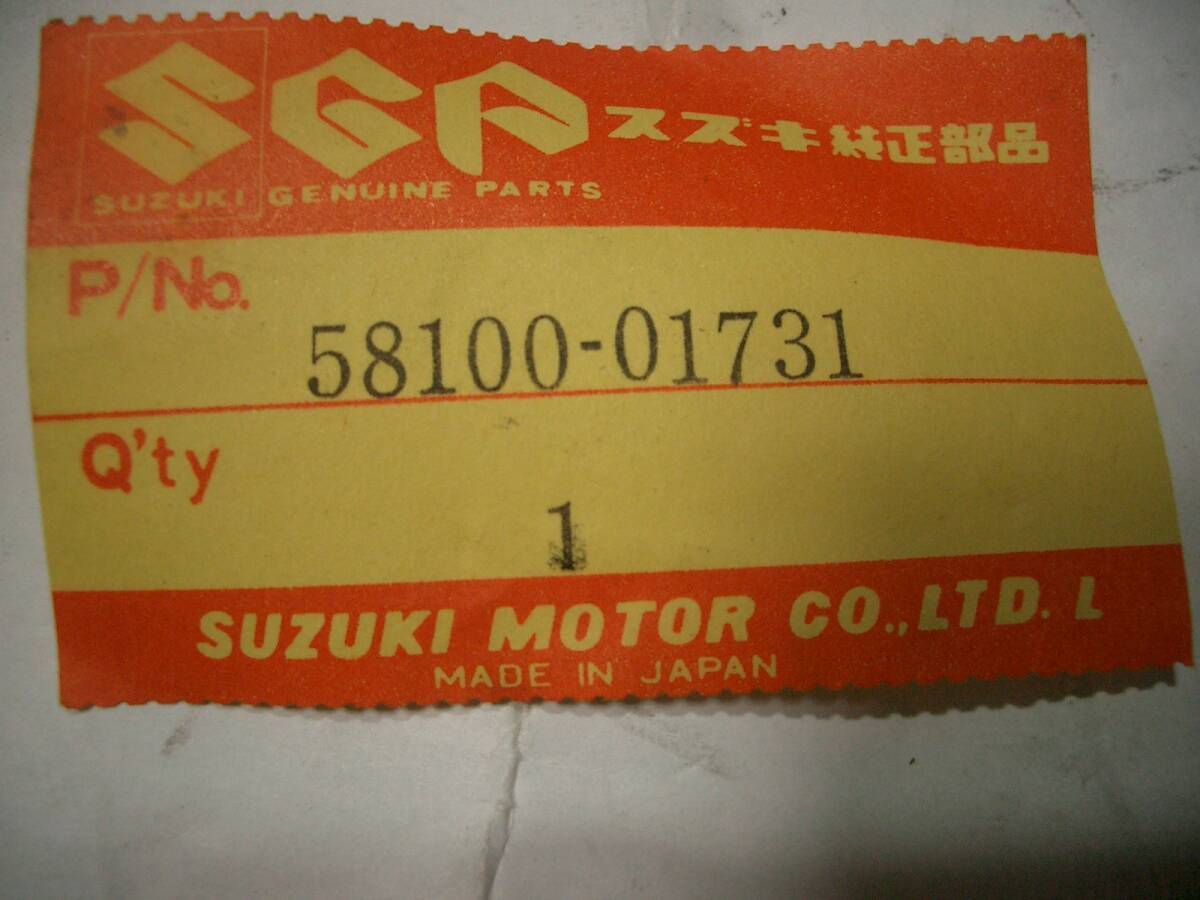 SGP スズキ純正部品
SUZUKI GENUINE PARTS
P/No.
58100-01731
Q'ty
1
SUZUKI MOTOR CO.,LTD. L
MADE IN JAPAN